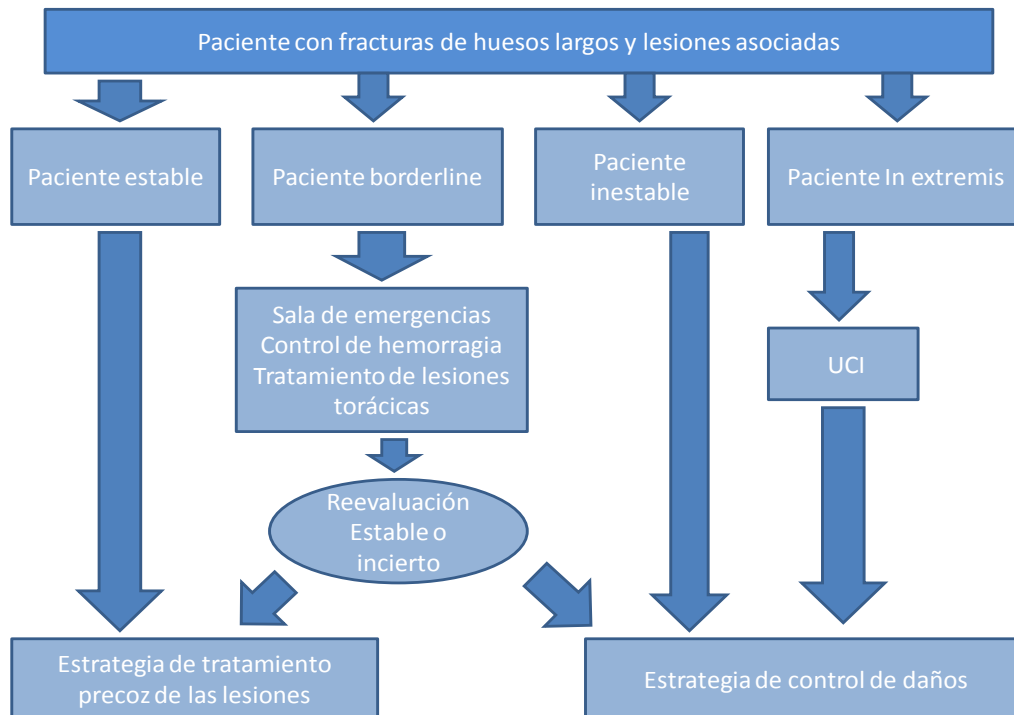 Paciente con fracturas de huesos largos y lesiones asociadas
Paciente estable
Paciente borderline
Paciente
inestable
Paciente In extremis
Sala de emergencias
Control de hemorragia
Tratamiento de lesiones
torácicas
UCI
Reevaluación
Estable o
incierto
Estrategia de tratamiento
precoz de las lesiones
Estrategia de control de daños